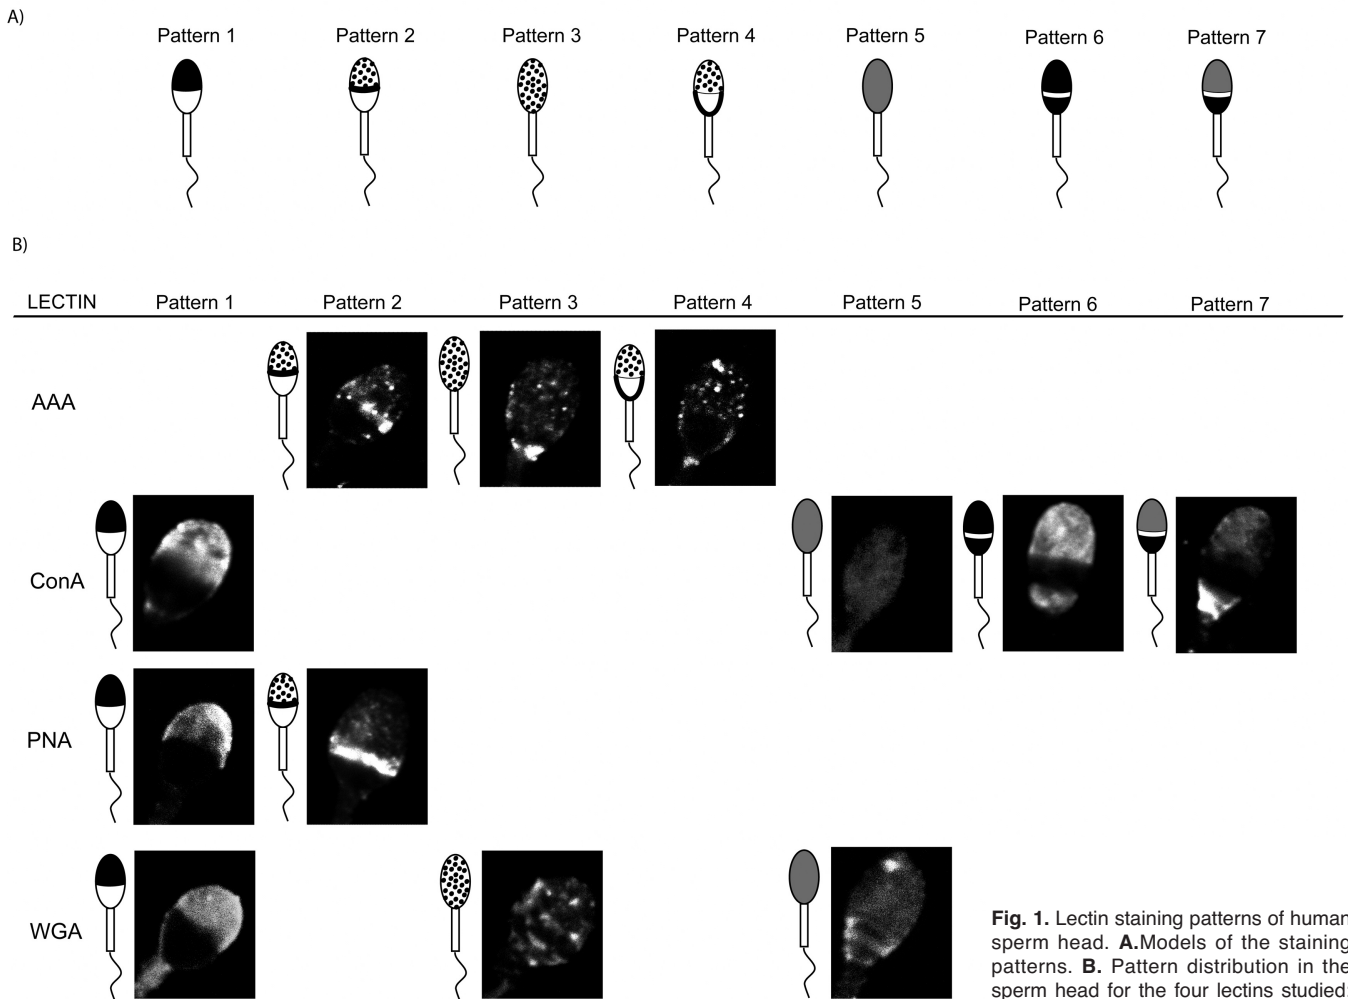 A)
Pattern 1 Pattern 2 Pattern 3 Pattern 4 Pattern 5 Pattern 6 Pattern 7
B)
LECTIN Pattern 1 Pattern 2 Pattern 3 Pattern 4 Pattern 5 Pattern 6 Pattern 7
AAA
ConA
PNA
WGA
Fig. 1. Lectin staining patterns of human
sperm head. A.Models of the staining
patterns. B. Pattern distribution in the
sperm head for the four lectins studied: